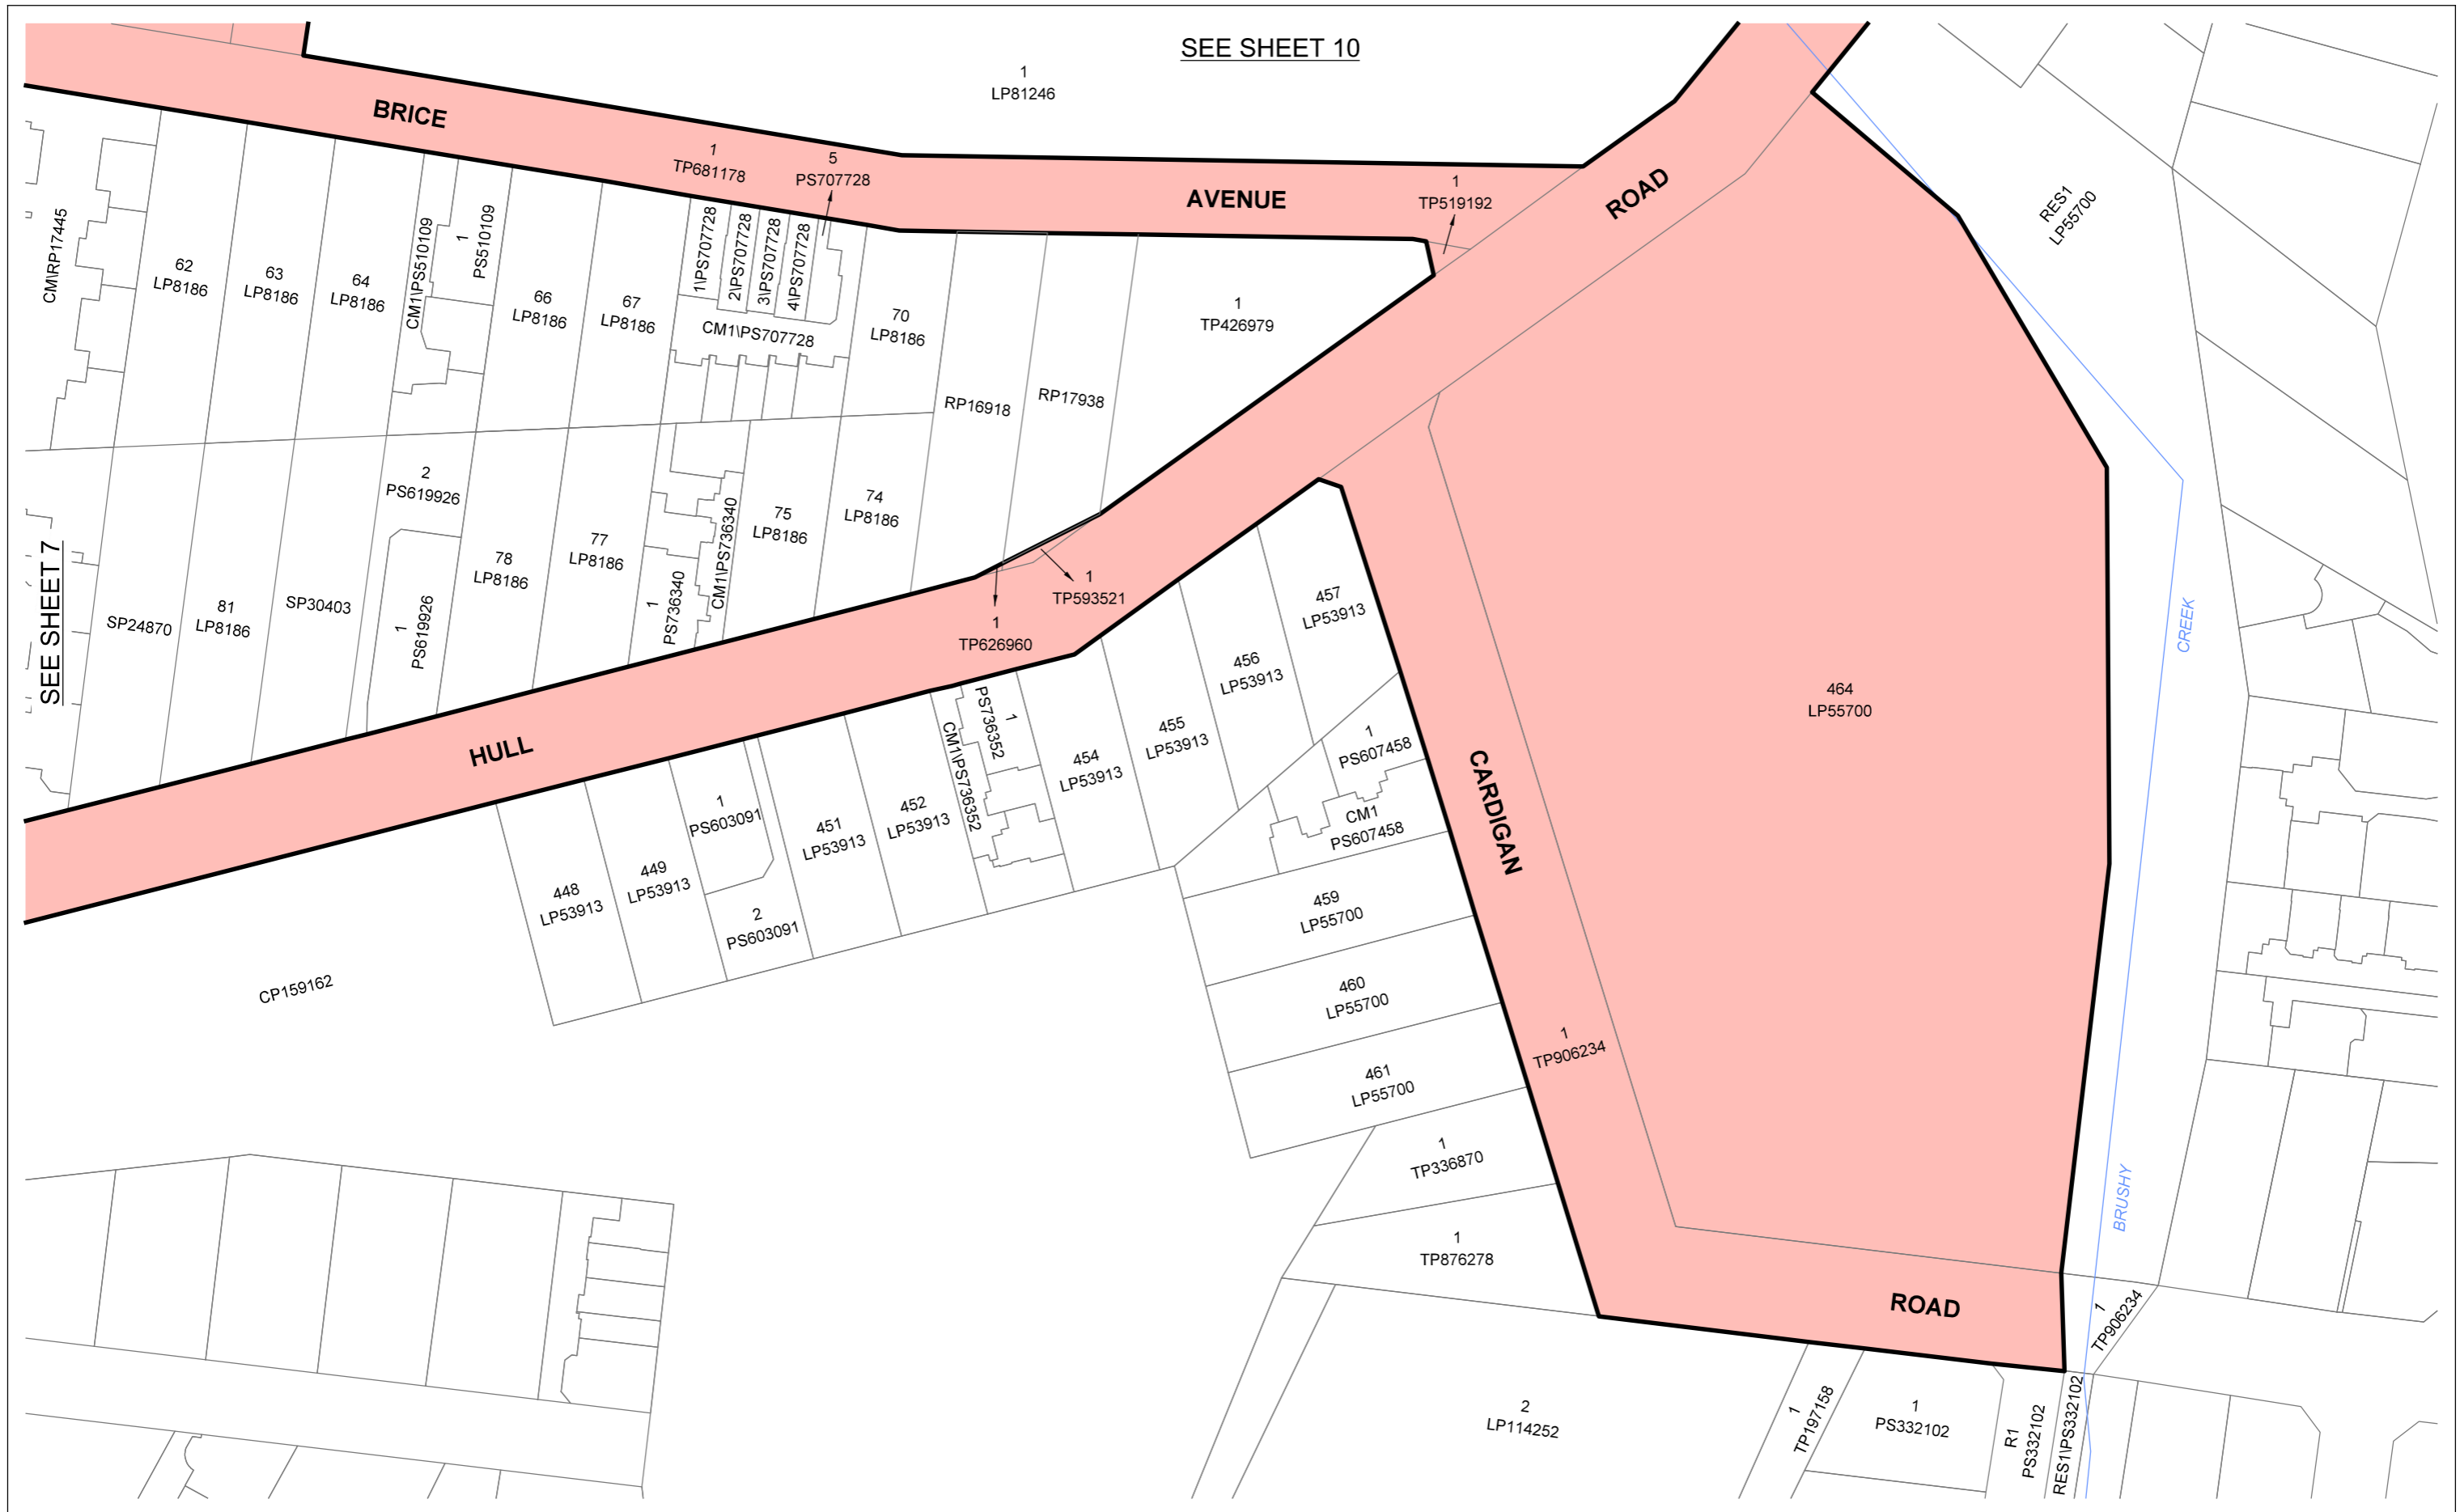 SEE SHEET 10
1
LP81246
BRICE
1
TP681178
5
PS707728
AVENUE
1
TP519192
ROAD
RES1
LP55700
CM\RP17445
62
LP8186
63
LP8186
64
LP8186
CM1\PS510109
1
PS510109
66
LP8186
67
LP8186
1\PS707728
2\PS707728
3\PS707728
4\PS707728
CM1\PS707728
70
LP8186
RP16918
RP17938
1
TP426979
SEE SHEET 7
SP24870
81
LP8186
SP30403
2
PS619926
1
PS619926
78
LP8186
77
LP8186
1
PS736340
CM1\PS736340
75
LP8186
74
LP8186
1
TP593521
1
TP626960
HULL
457
LP53913
456
LP53913
455
LP53913
454
LP53913
1
PS736352
CM1\PS736352
452
LP53913
451
LP53913
1
PS603091
2
PS603091
449
LP53913
448
LP53913
CP159162
1
PS607458
CM1
PS607458
CARDIGAN
464
LP55700
CREEK
459
LP55700
460
LP55700
461
LP55700
1
TP906234
1
TP336870
1
TP876278
BRUSHY
ROAD
1
TP906234
2
LP114252
1
TP197158
1
PS332102
R1
PS332102
RES1\PS332102